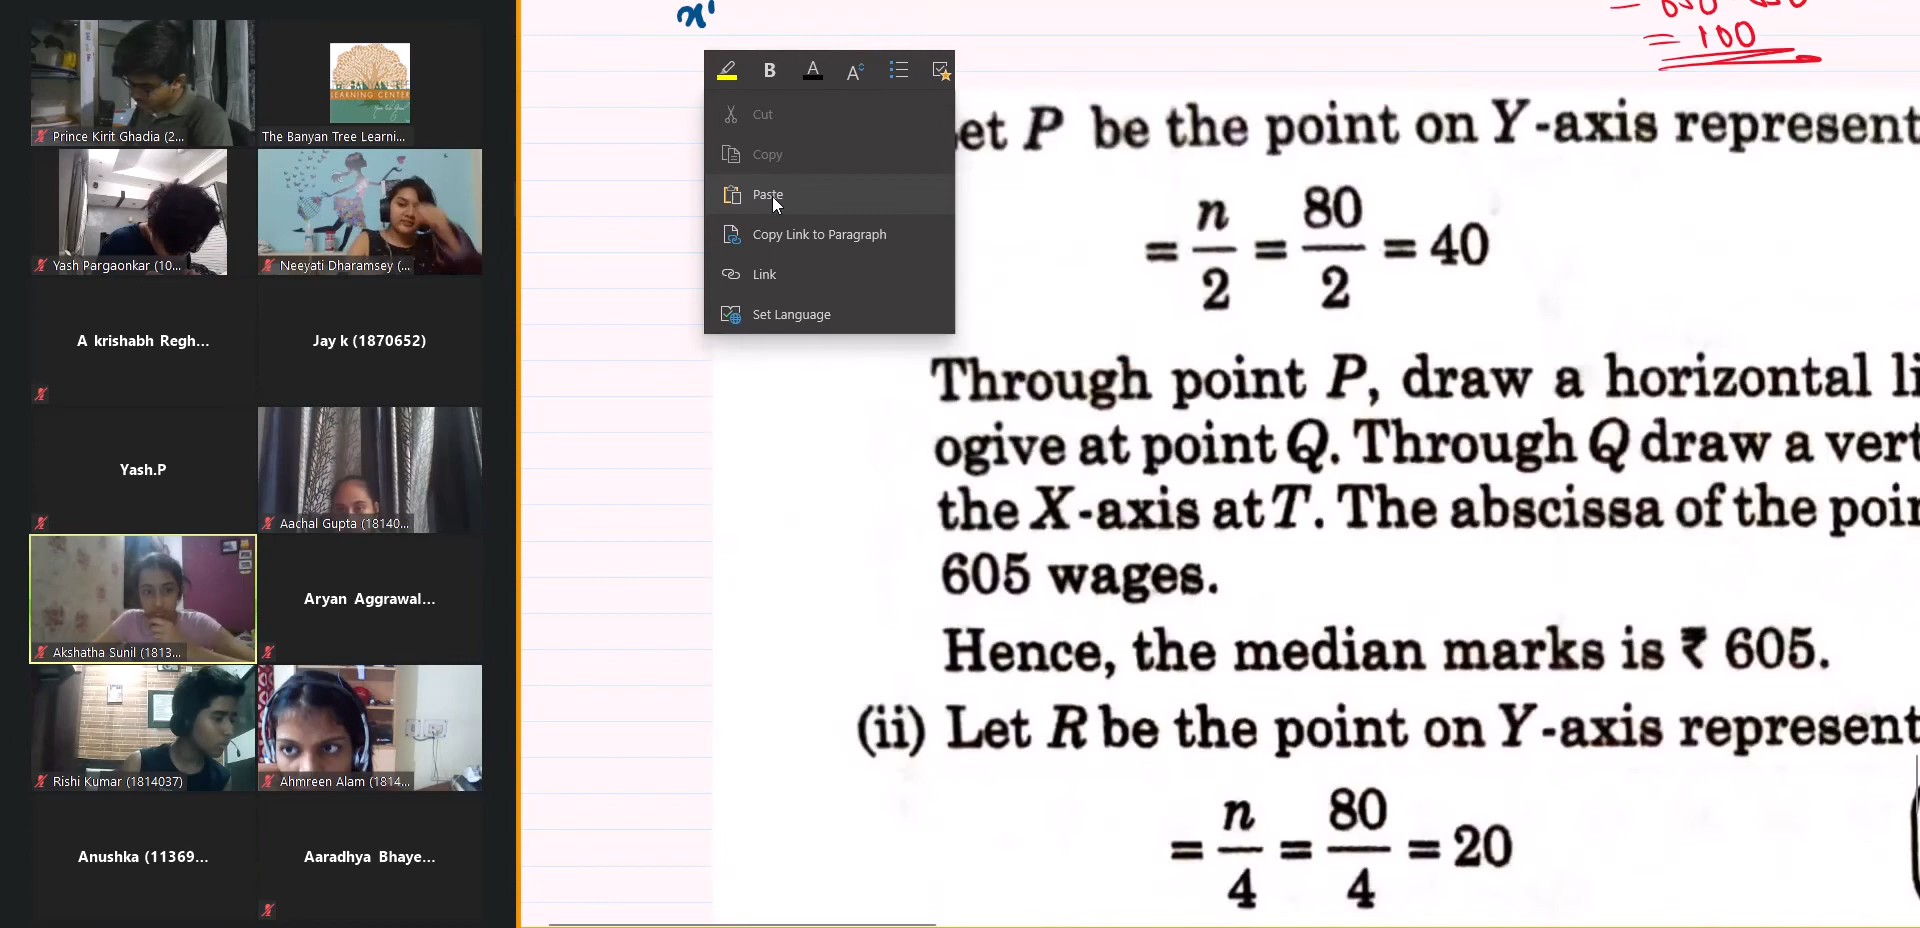 Prince Kirit Ghadia (2...
LEARNING CENTER
The Banyan Tree Learni...
Yash Pargaonkar (10...
Neeyati Dharamsey (...
A krishabh Regh...
Jay k (1870652)
Yash.P
Aachal Gupta (18140...
Akshatha Sunil (1813...
Aryan Aggrawal...
Rishi Kumar (1814037)
Ahmreen Alam (1814...
Anushka (11369...
Aaradhya Bhaye...
x'
= 100
B A A
Cut
Copy
Paste
Copy Link to Paragraph
Link
Set Language
et P be the point on Y-axis represent
= n/2 = 80/2 = 40
Through point P, draw a horizontal li
ogive at point Q. Through Q draw a vert
the X-axis at T. The abscissa of the poin
605 wages.
Hence, the median marks is ₹ 605.
(ii) Let R be the point on Y-axis represent
= n/4 = 80/4 = 20